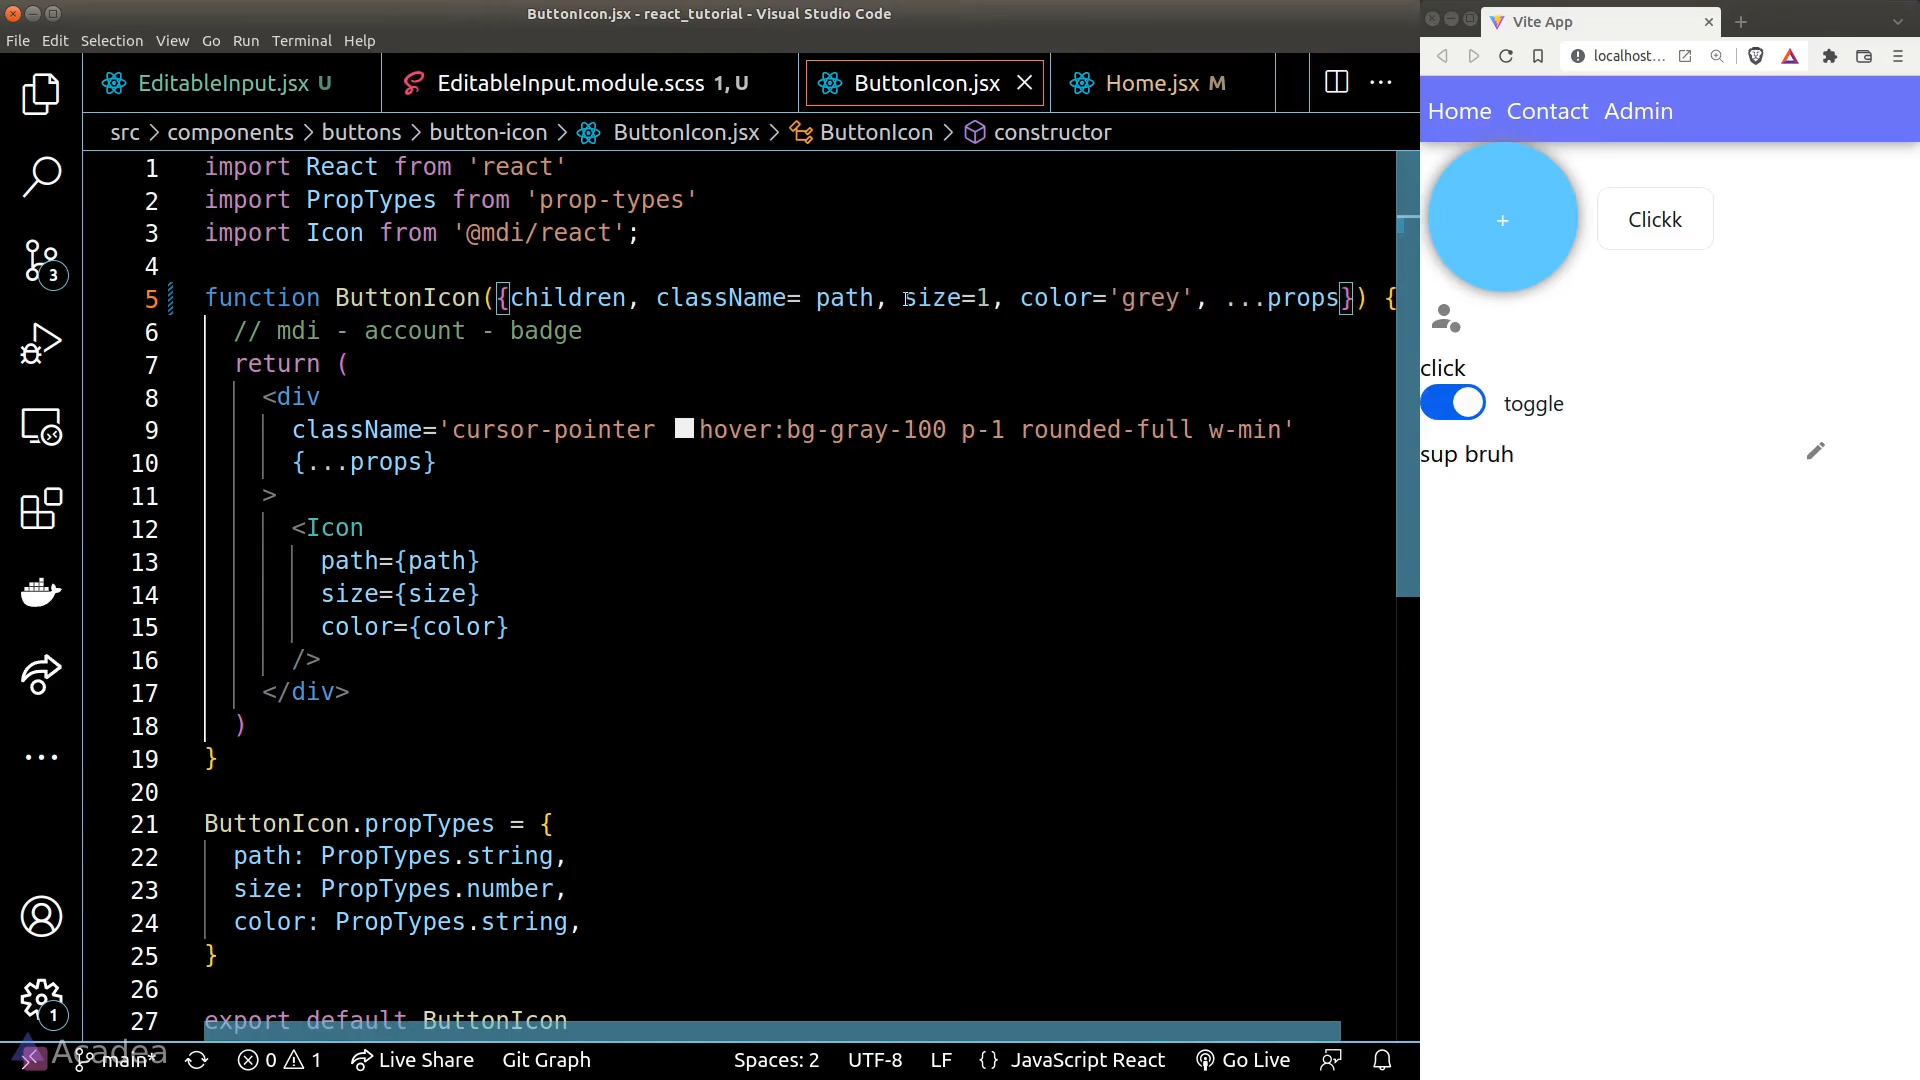 ButtonIcon.jsx - react_tutorial - Visual Studio Code
File Edit Selection View Go Run Terminal Help
EditableInput.jsx U
EditableInput.module.scss 1, U
ButtonIcon.jsx
Home.jsx M
src > components > buttons > button-icon > ButtonIcon.jsx > ButtonIcon > constructor
1 import React from 'react'
2 import PropTypes from 'prop-types'
3 import Icon from '@mdi/react';
4
5 function ButtonIcon({children, className= path, size=1, color='grey', ...props}) {
6 // mdi - account - badge
7 return (
8 <div
9 className='cursor-pointer hover:bg-gray-100 p-1 rounded-full w-min'
10 {...props}
11 >
12 <Icon
13 path={path}
14 size={size}
15 color={color}
16 />
17 </div>
18 )
19 }
20
21 ButtonIcon.propTypes = {
22 path: PropTypes.string,
23 size: PropTypes.number,
24 color: PropTypes.string,
25 }
26
27 export default ButtonIcon
3
1
Acadea
main* 0 1 Live Share Git Graph Spaces: 2 UTF-8 LF {} JavaScript React Go Live
Vite App
localhost...
Home Contact Admin
+
Clickk
click
toggle
sup bruh